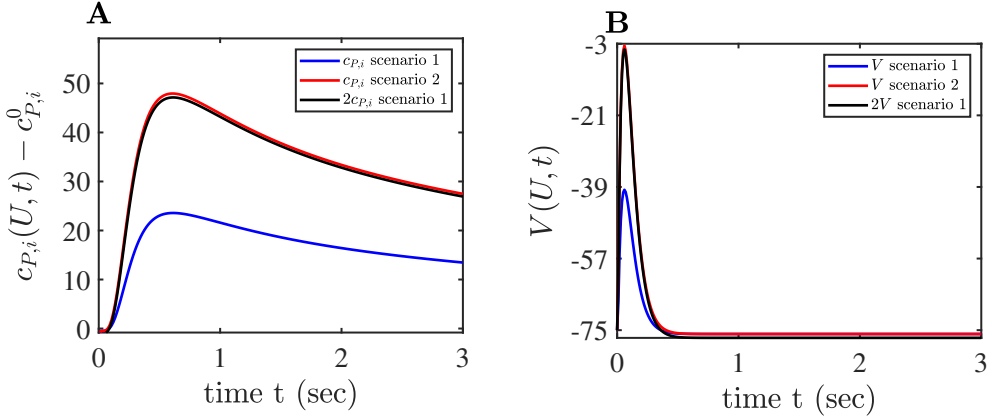 A
c_{P,i}(U, t) − c^0_{P,i}
50
40
30
20
10
0
0 1 2 3
time t (sec)
c_{P,i} scenario 1
c_{P,i} scenario 2
2c_{P,i} scenario 1
B
V(U, t)
-3
-21
-39
-57
-75
0 1 2 3
time t (sec)
V scenario 1
V scenario 2
2V scenario 1